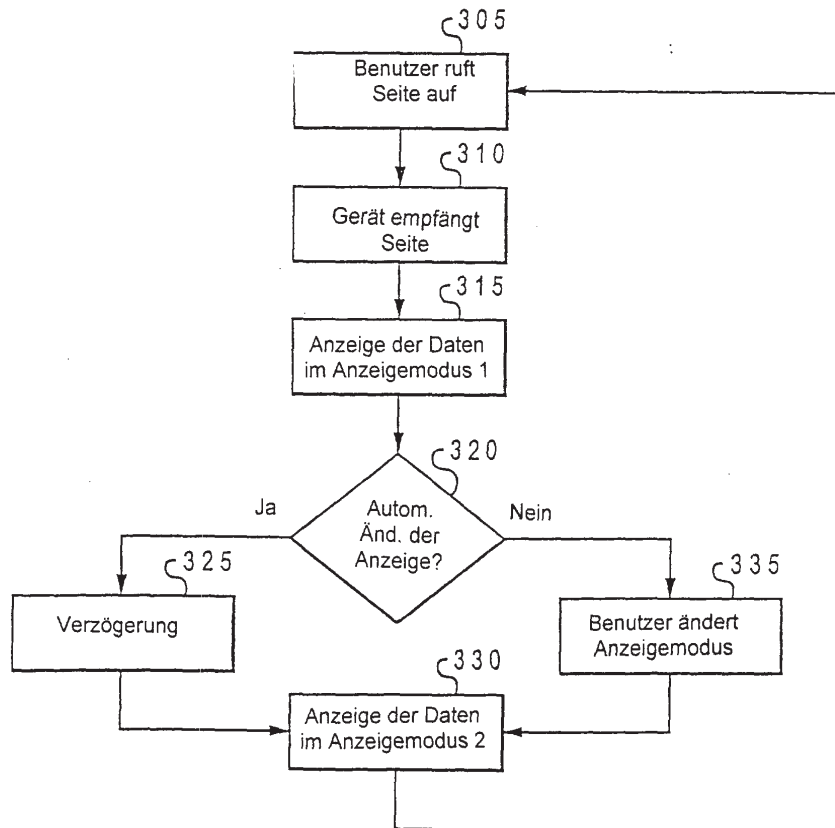 305
Benutzer ruft
Seite auf
310
Gerät empfängt
Seite
315
Anzeige der Daten
im Anzeigemodus 1
320
Autom.
Änd. der
Anzeige?
Ja
Nein
325
Verzögerung
335
Benutzer ändert
Anzeigemodus
330
Anzeige der Daten
im Anzeigemodus 2